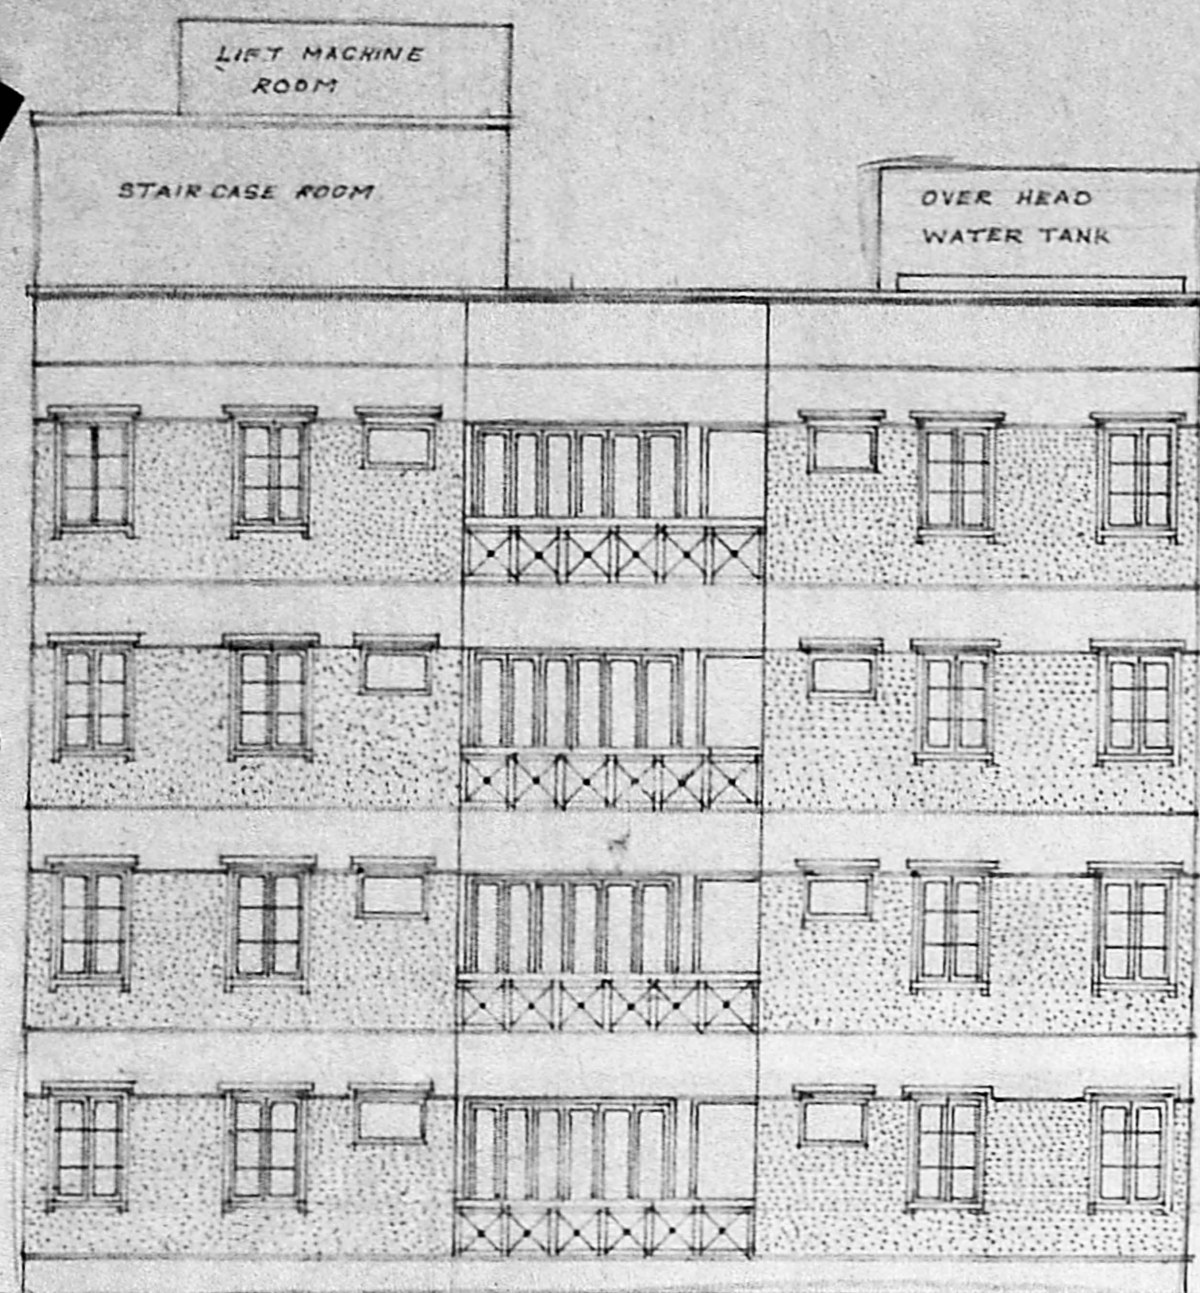 LIFT MACHINE
ROOM
STAIR CASE ROOM
OVER HEAD
WATER TANK